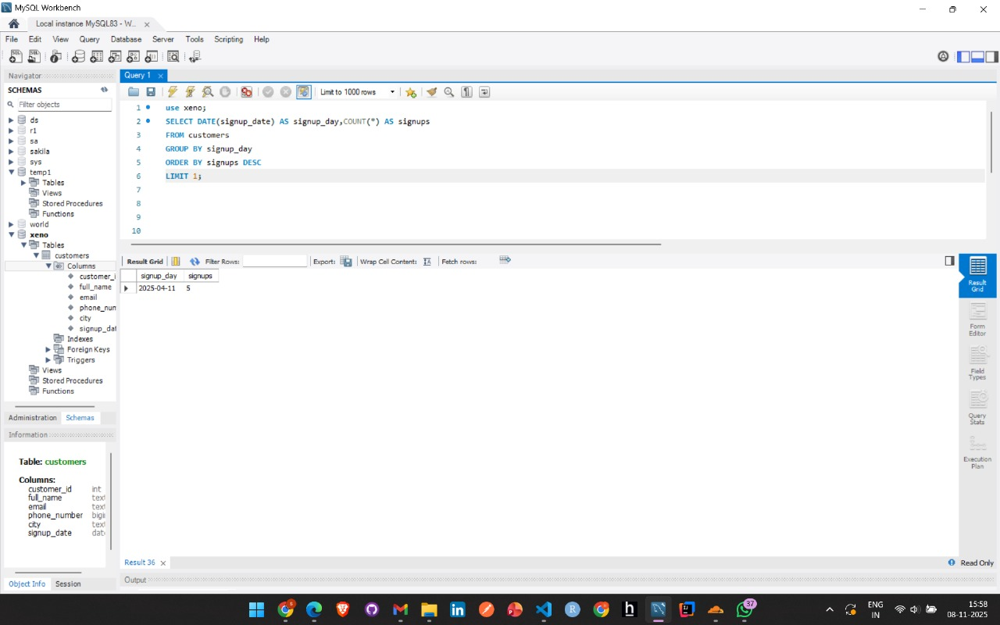 MySQL Workbench
Local instance MySQL83 - W...
File Edit View Query Database Server Tools Scripting Help
Navigator
SCHEMAS
Filter objects
ds
r1
sa
sakila
sys
temp1
Tables
Views
Stored Procedures
Functions
world
xeno
Tables
customers
Columns
customer_i
full_name
email
phone_num
city
signup_dat
Indexes
Foreign Keys
Triggers
Views
Stored Procedures
Functions
Administration Schemas
Information
Table: customers
Columns:
customer_id int
full_name text
email text
phone_number bigi
city text
signup_date dat
Object Info Session
Query 1
Limit to 1000 rows
1 use xeno;
2 SELECT DATE(signup_date) AS signup_day,COUNT(*) AS signups
3 FROM customers
4 GROUP BY signup_day
5 ORDER BY signups DESC
6 LIMIT 1;
7
8
9
10
Result Grid Filter Rows: Export: Wrap Cell Content: Fetch rows:
signup_day signups
2025-04-11 5
Result Grid
Form Editor
Field Types
Query Stats
Execution Plan
Result 36
Read Only
Output
37
ENG IN
15:58
08-11-2025